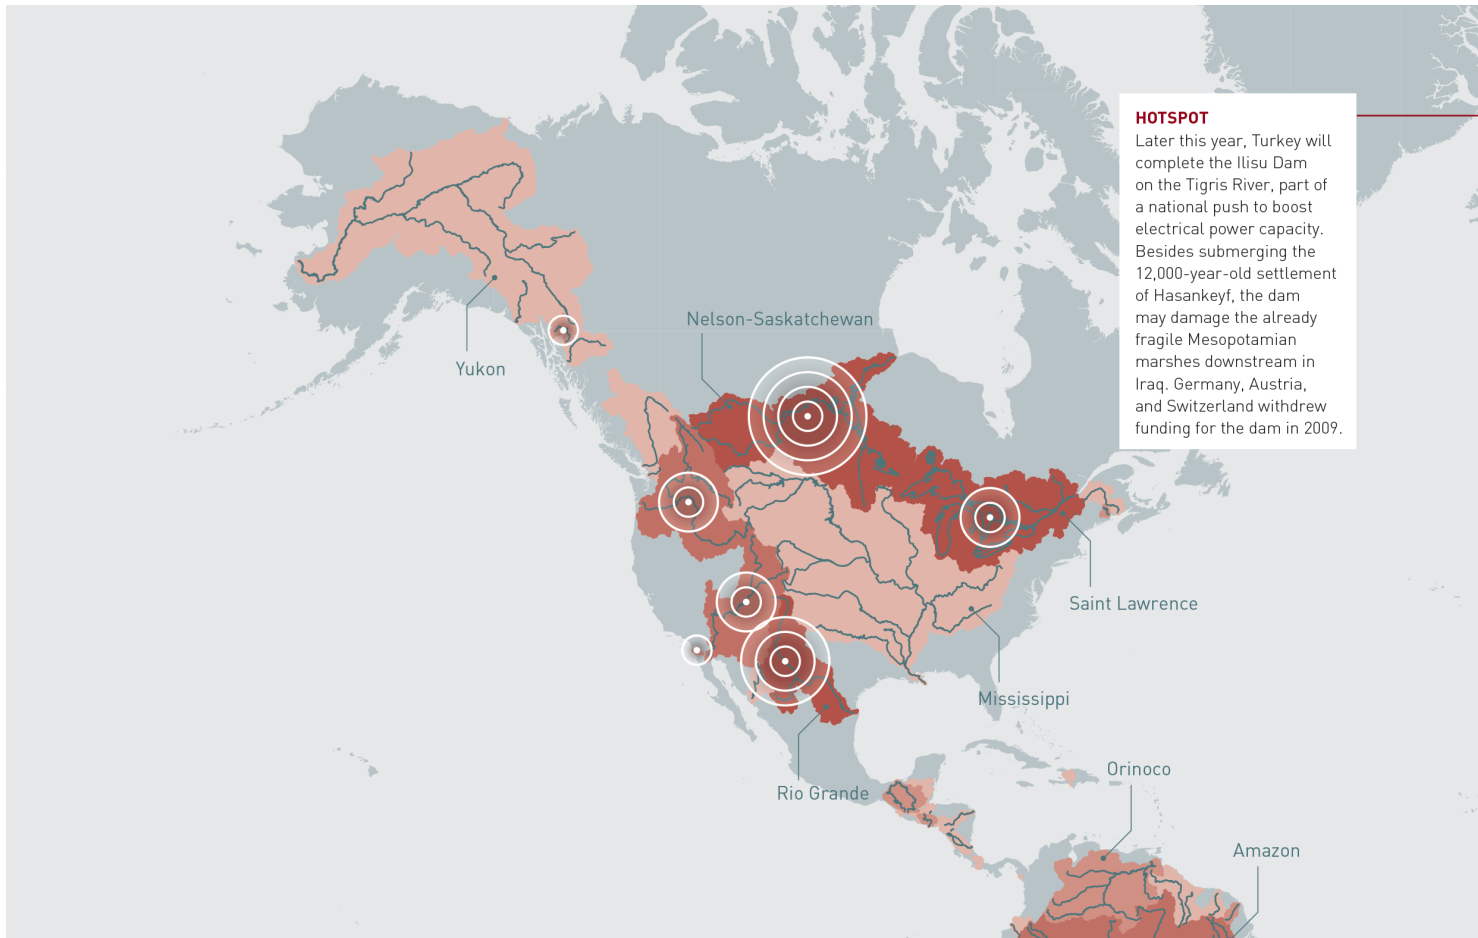 HOTSPOT
Later this year, Turkey will
complete the Ilisu Dam
on the Tigris River, part of
a national push to boost
electrical power capacity.
Besides submerging the
12,000-year-old settlement
of Hasankeyf, the dam
may damage the already
fragile Mesopotamian
marshes downstream in
Iraq. Germany, Austria,
and Switzerland withdrew
funding for the dam in 2009.
Nelson-Saskatchewan
Yukon
Saint Lawrence
Mississippi
Rio Grande
Orinoco
Amazon